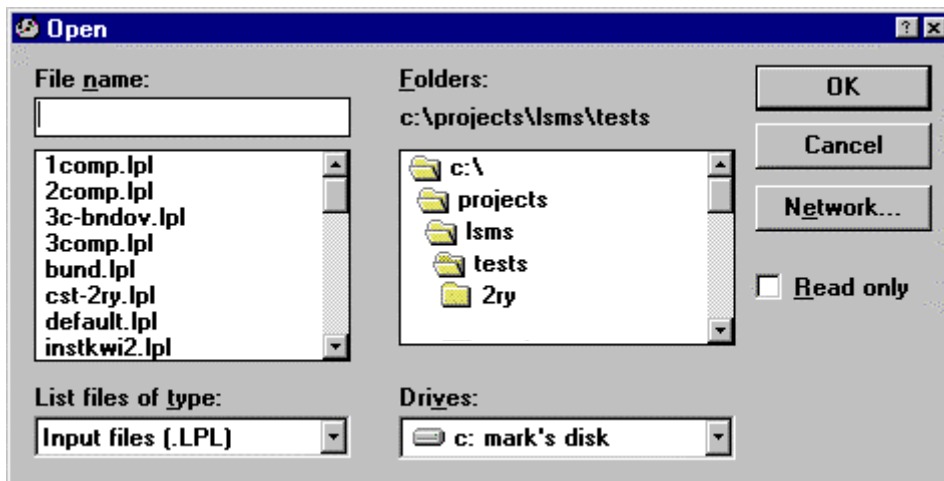 Open
File name:
1comp.lpl
2comp.lpl
3c-bndov.lpl
3comp.lpl
bund.lpl
cst-2ry.lpl
default.lpl
instkwi2.lpl
List files of type:
Input files (.LPL)
Folders:
c:\projects\lsms\tests
c:\
projects
lsms
tests
2ry
Drives:
c: mark's disk
OK
Cancel
Network...
Read only